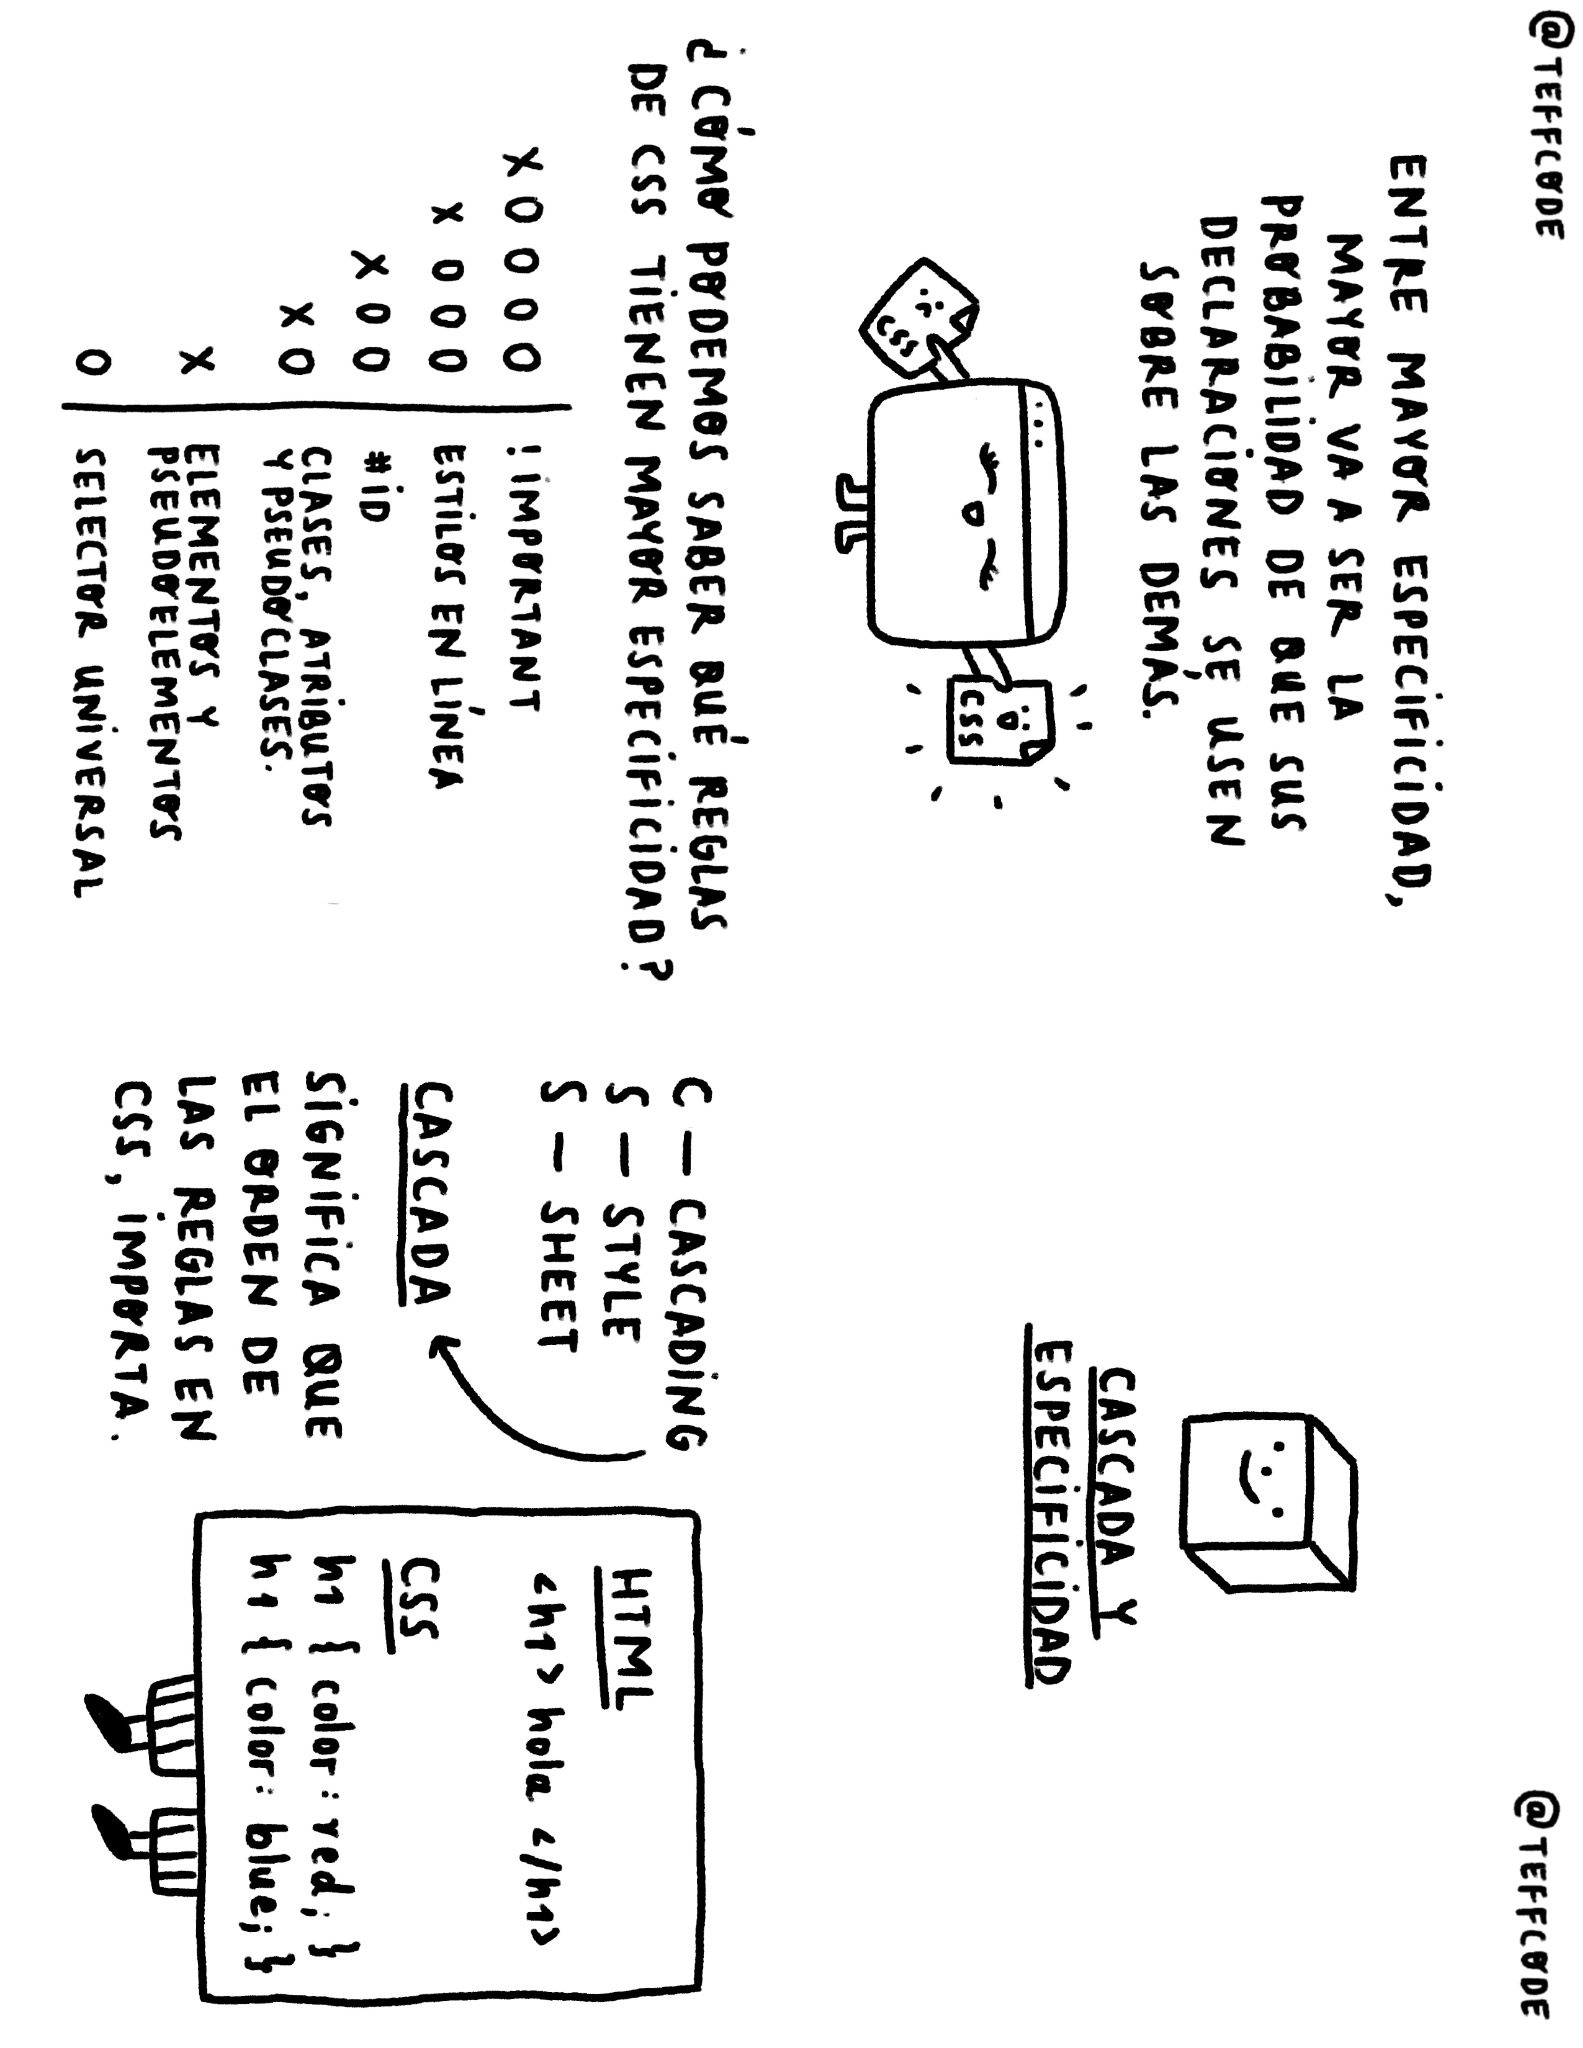 @TEFFCODE
ENTRE MAYOR ESPECIFICIDAD,
MAYOR VA A SER LA
PROBABILIDAD DE QUE SUS
DECLARACIONES SE USEN
SOBRE LAS DEMÁS.
CSS
CSS
¿CÓMO PODEMOS SABER QUÉ REGLAS
DE CSS TIENEN MAYOR ESPECIFICIDAD?
X0000 !IMPORTANT
X000 ESTILOS EN LÍNEA
X00 #ID
X0 CLASES, ATRIBUTOS
Y PSEUDOCLASES.
X ELEMENTOS Y
PSEUDOELEMENTOS
0 SELECTOR UNIVERSAL
@TEFFCODE
CASCADA Y
ESPECIFICIDAD
C — CASCADING
S — STYLE
S — SHEET
CASCADA
SIGNIFICA QUE
EL ORDEN DE
LAS REGLAS EN
CSS, IMPORTA.
HTML
<h1> hola </h1>
CSS
h1 { color: red; }
h1 { color: blue; }